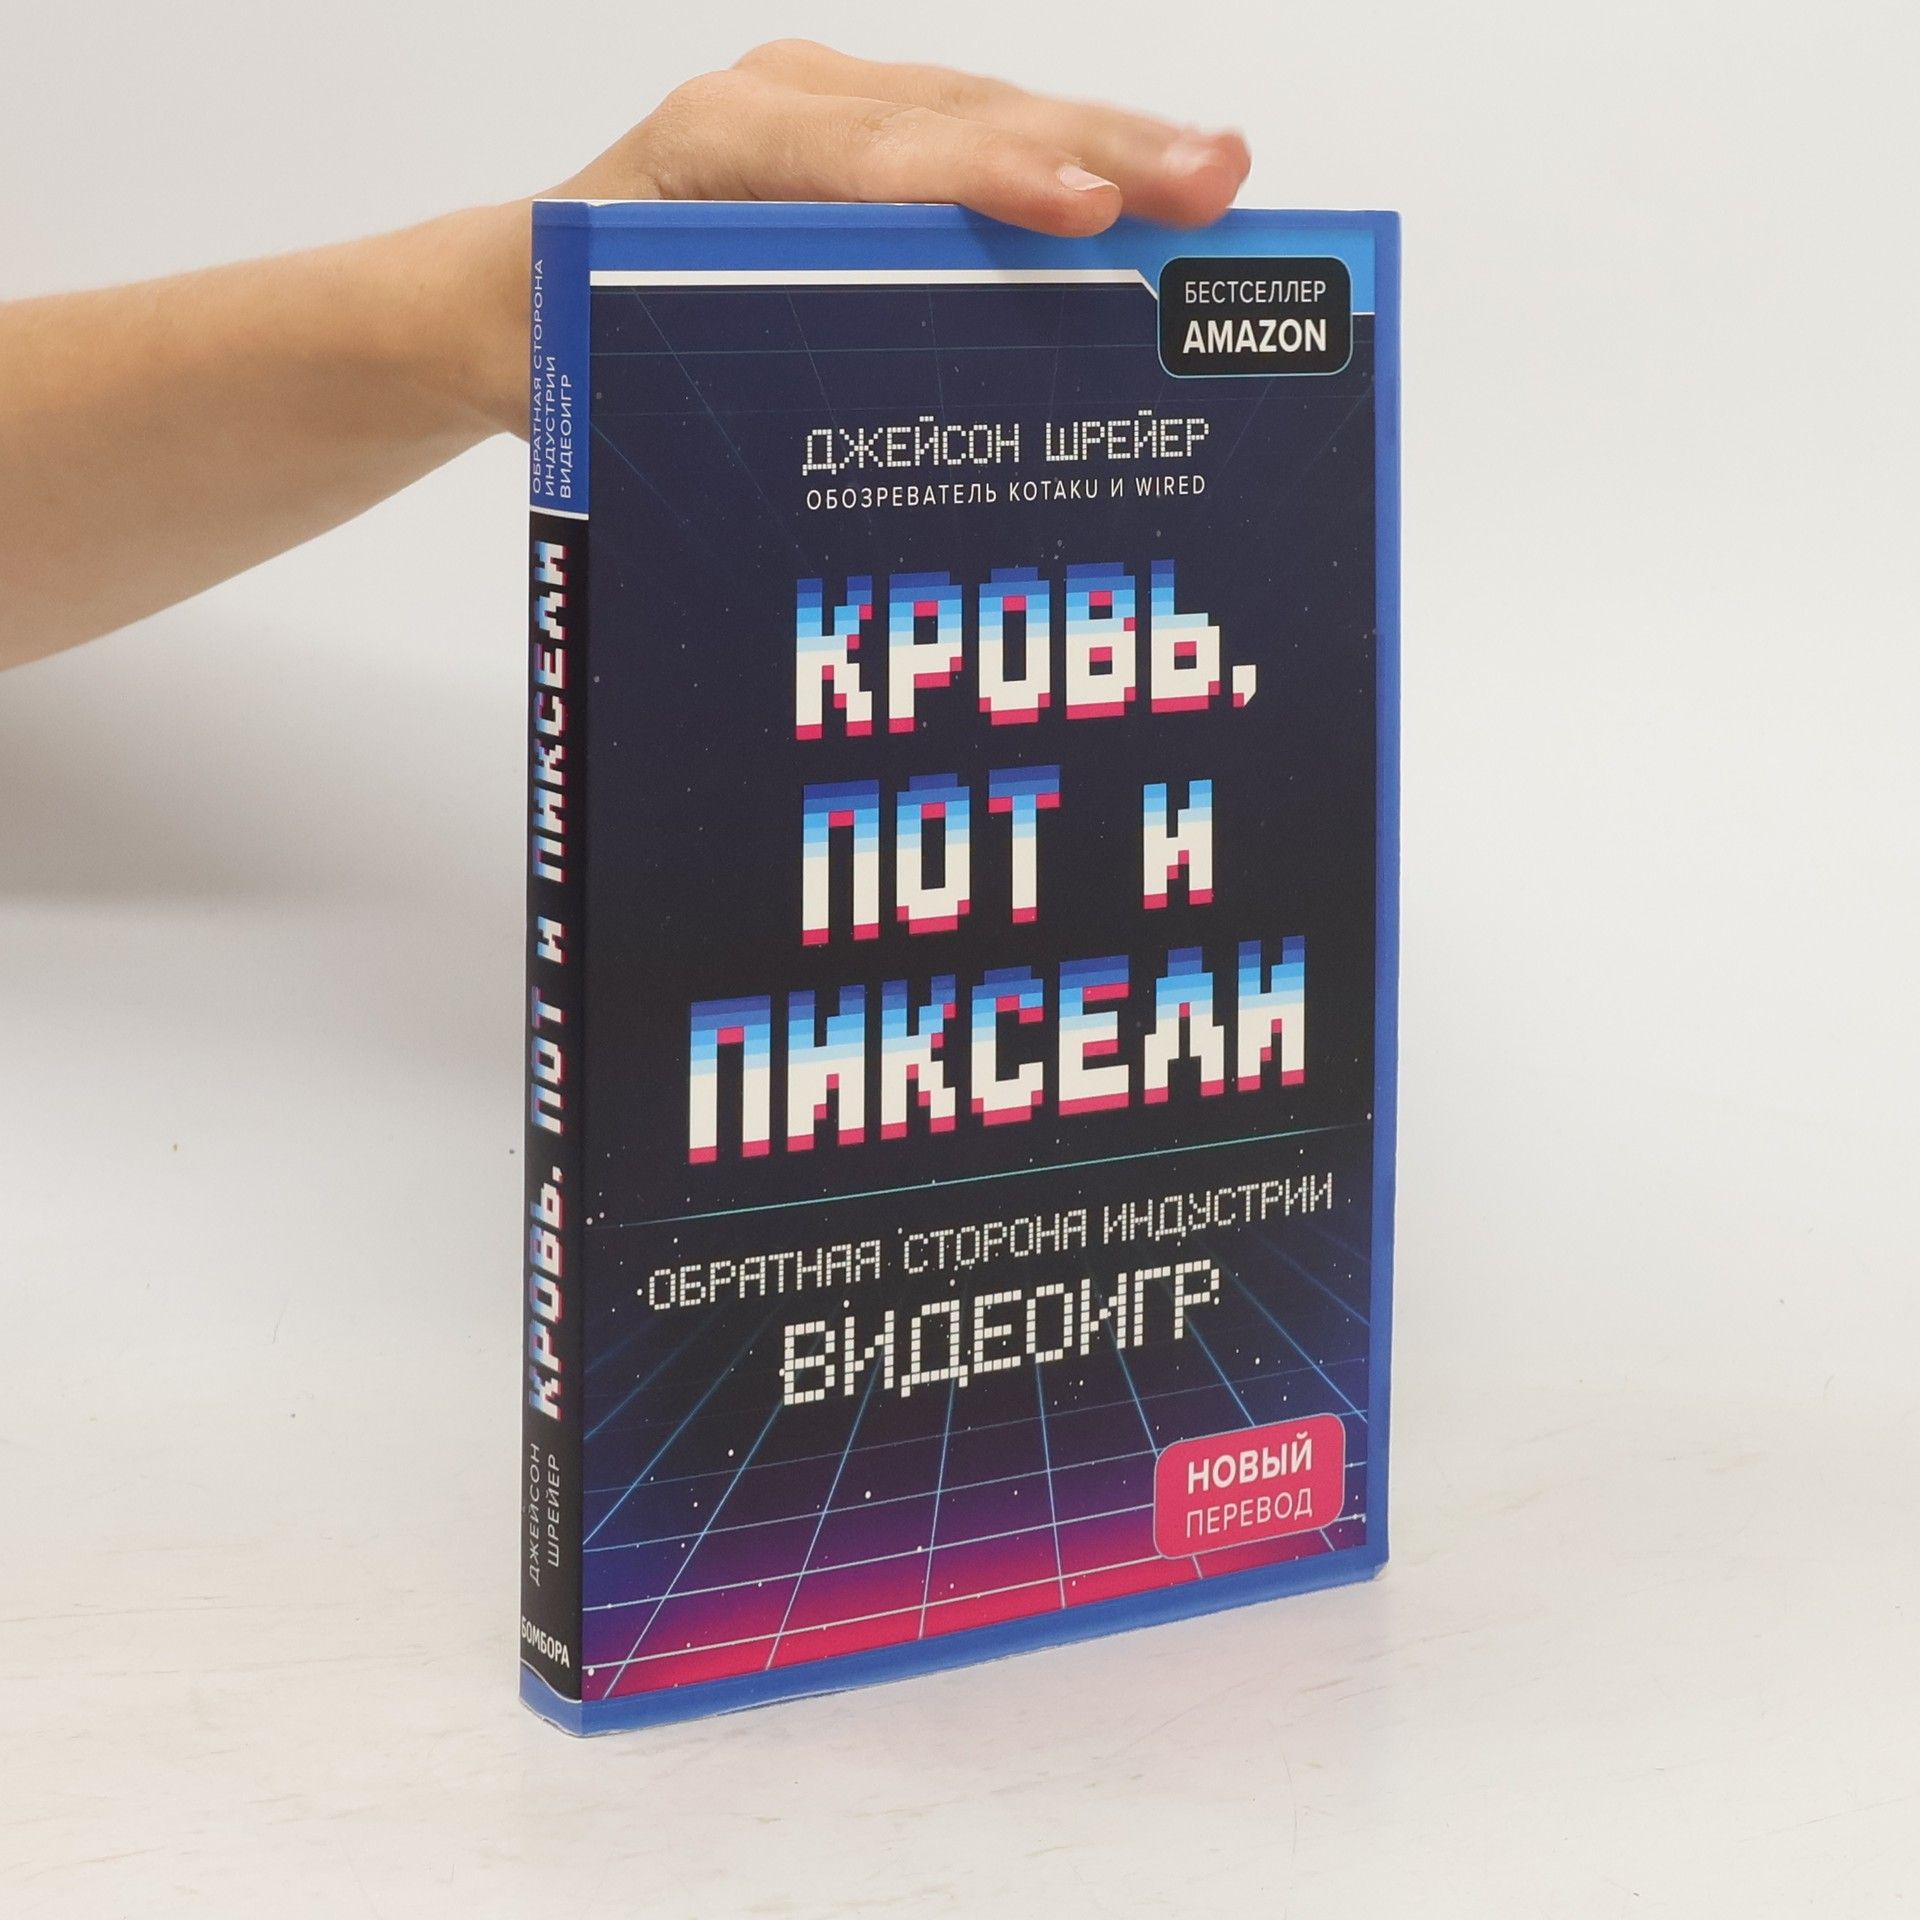 БЕСТСЕЛЛЕР
AMAZON
ДЖЕЙСОН ШРЕЙЕР
ОБОЗРЕВАТЕЛЬ KOTAKU И WIRED
КРОВЬ,
ПОТ И
ПИКСЕЛИ
ОБРАТНАЯ СТОРОНА ИНДУСТРИИ
ВИДЕОИГР
НОВЫЙ
ПЕРЕВОД
ОБРАТНАЯ СТОРОНА
ИНДУСТРИИ
ВИДЕОИГР
КРОВЬ, ПОТ И ПИКСЕЛИ
ДЖЕЙСОН
ШРЕЙЕР
БОМБОРА